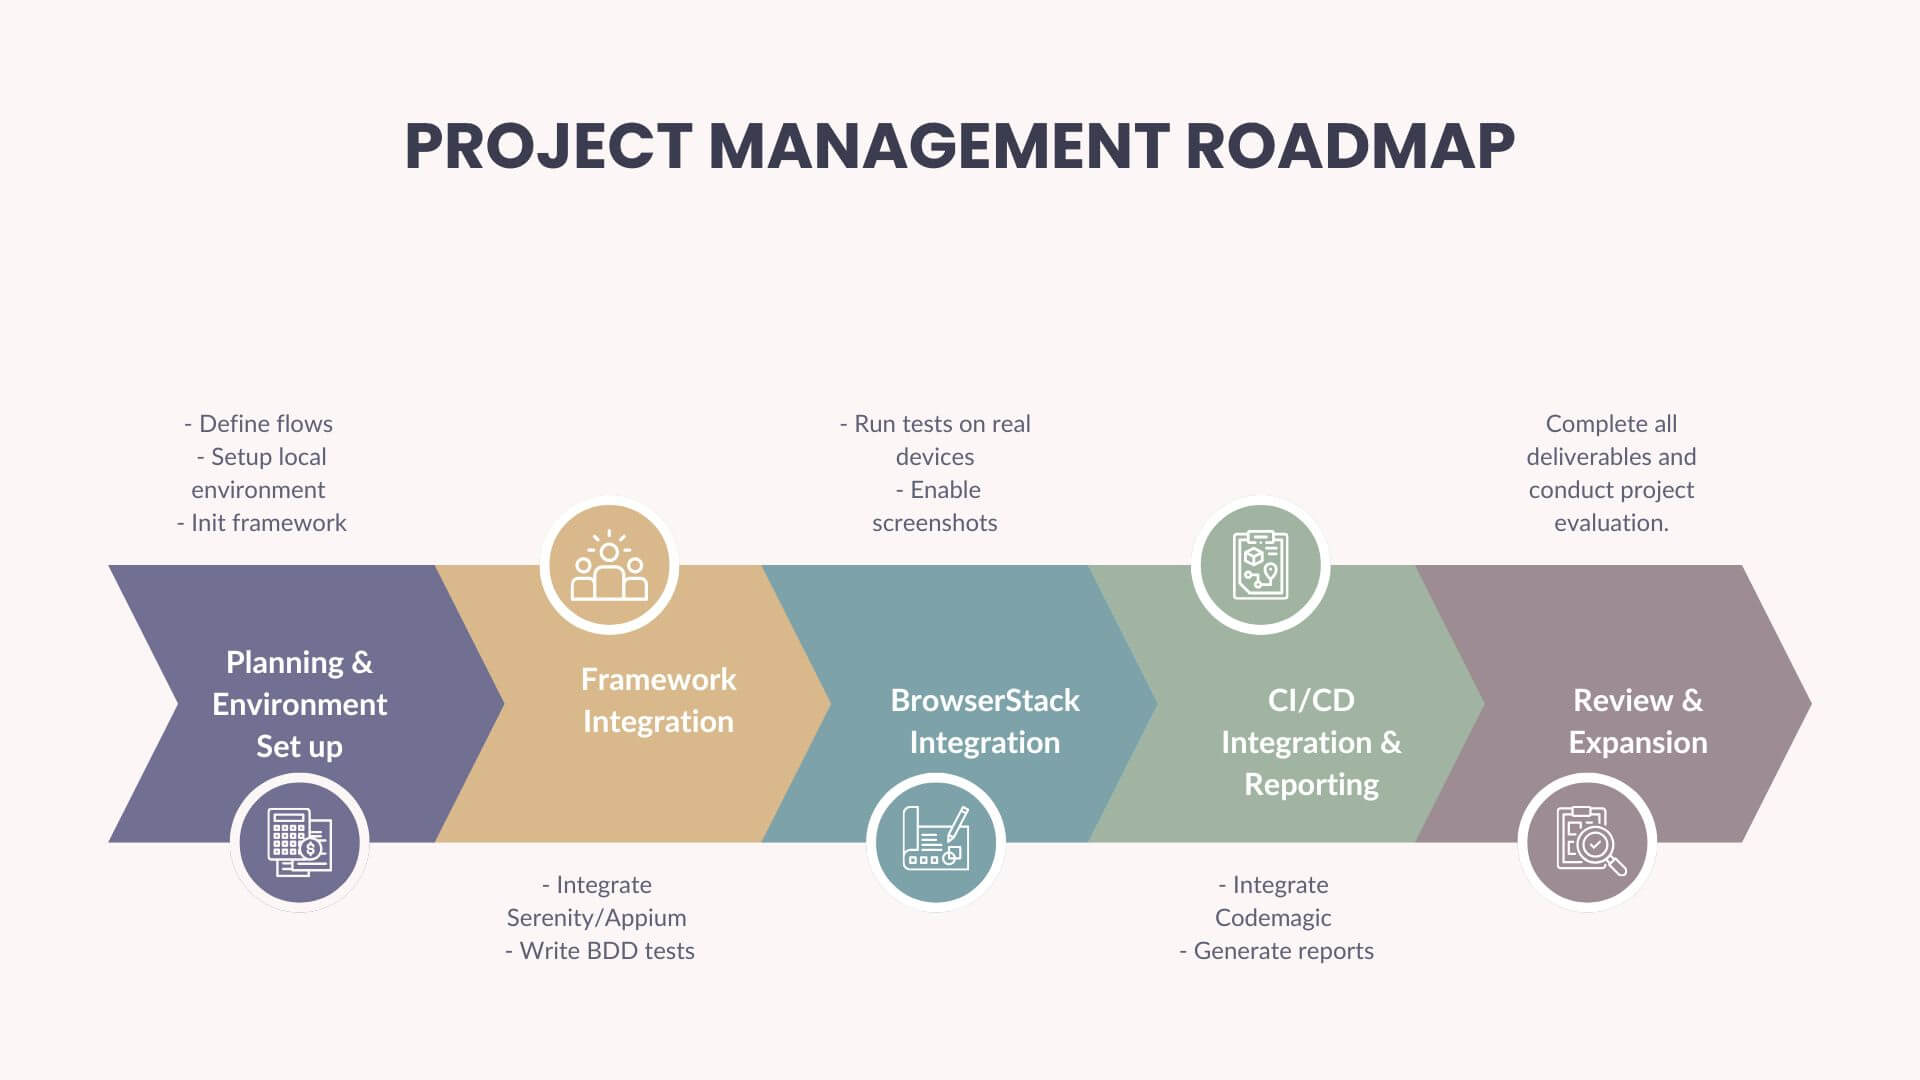 PROJECT MANAGEMENT ROADMAP
- Define flows
- Setup local
environment
- Init framework
Planning &
Environment
Set up
Framework
Integration
- Integrate
Serenity/Appium
- Write BDD tests
- Run tests on real
devices
- Enable
screenshots
BrowserStack
Integration
CI/CD
Integration &
Reporting
- Integrate
Codemagic
- Generate reports
Complete all
deliverables and
conduct project
evaluation.
Review &
Expansion